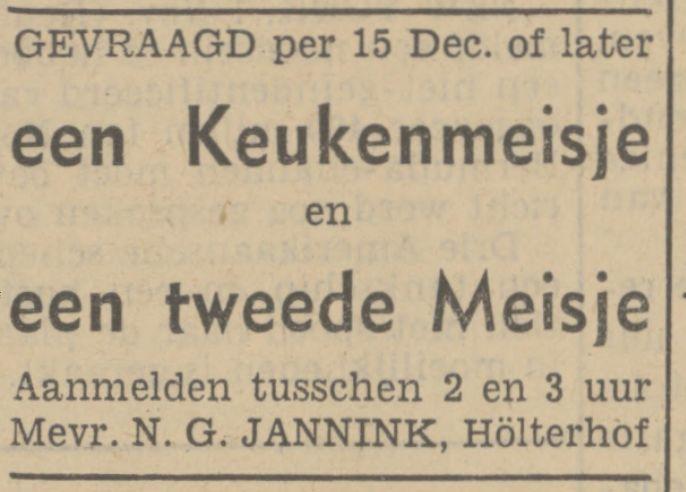 GEVRAAGD per 15 Dec. of later
een Keukenmeisje
en
een tweede Meisje
Aanmelden tusschen 2 en 3 uur
Mevr. N. G. JANNINK, Hölterhof